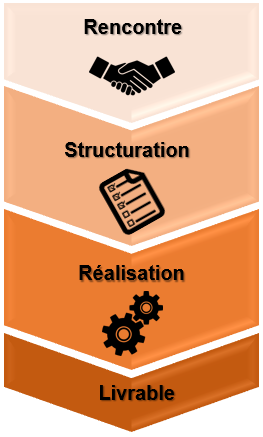 Rencontre
Structuration
Réalisation
Livrable